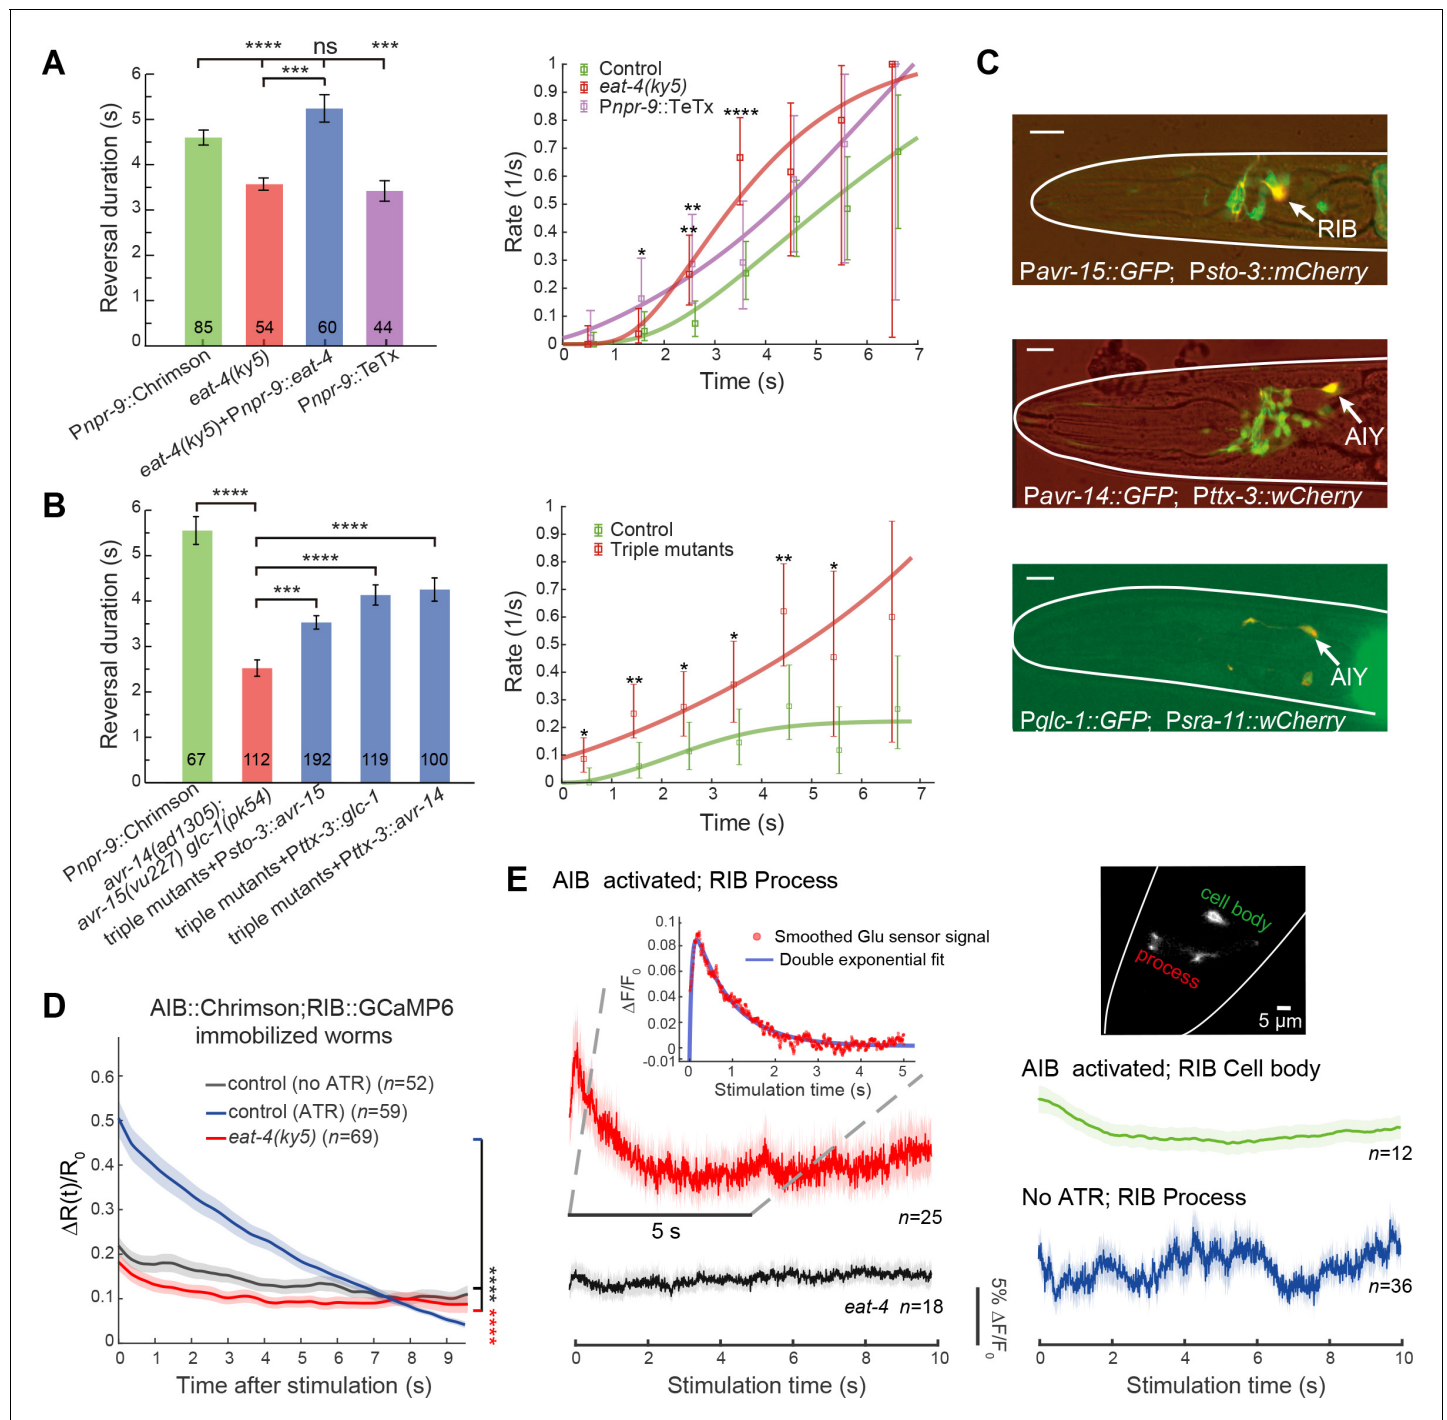 A
**** ns ***
***
Reversal duration (s)
6
5
4
3
2
1
0
85 54 60 44
Pnpr-9::Chrimson
eat-4(ky5)
eat-4(ky5)+Pnpr-9::eat-4
Pnpr-9::TeTx
Control
eat-4(ky5)
Pnpr-9::TeTx
Rate (1/s)
1
0.9
0.8
0.7
0.6
0.5
0.4
0.3
0.2
0.1
0
* ** ** ****
0 1 2 3 4 5 6 7
Time (s)
C
RIB
Pavr-15::GFP; Psto-3::mCherry
AIY
Pavr-14::GFP; Pttx-3::wCherry
AIY
Pglc-1::GFP; Psra-11::wCherry
B
****
****
****
***
Reversal duration (s)
6
5
4
3
2
1
0
67 112 192 119 100
Pnpr-9::Chrimson
avr-14(ad1305);
avr-15(vu227) glc-1(pk54)
triple mutants+Psto-3::avr-15
triple mutants+Pttx-3::glc-1
triple mutants+Pttx-3::avr-14
Control
Triple mutants
Rate (1/s)
1
0.9
0.8
0.7
0.6
0.5
0.4
0.3
0.2
0.1
0
* ** * * ** *
0 1 2 3 4 5 6 7
Time (s)
D
AIB::Chrimson;RIB::GCaMP6
immobilized worms
control (no ATR) (n=52)
control (ATR) (n=59)
eat-4(ky5) (n=69)
ΔR(t)/R0
0.6
0.5
0.4
0.3
0.2
0.1
0
****
****
0 1 2 3 4 5 6 7 8 9
Time after stimulation (s)
E
AIB activated; RIB Process
Smoothed Glu sensor signal
Double exponential fit
ΔF/F0
0.1
0.08
0.06
0.04
0.02
0
-0.01
0 1 2 3 4 5
Stimulation time (s)
5 s
n=25
eat-4 n=18
5% ΔF/F0
0 2 4 6 8 10
Stimulation time (s)
cell body
process
5 μm
AIB activated; RIB Cell body
n=12
No ATR; RIB Process
n=36
0 2 4 6 8 10
Stimulation time (s)